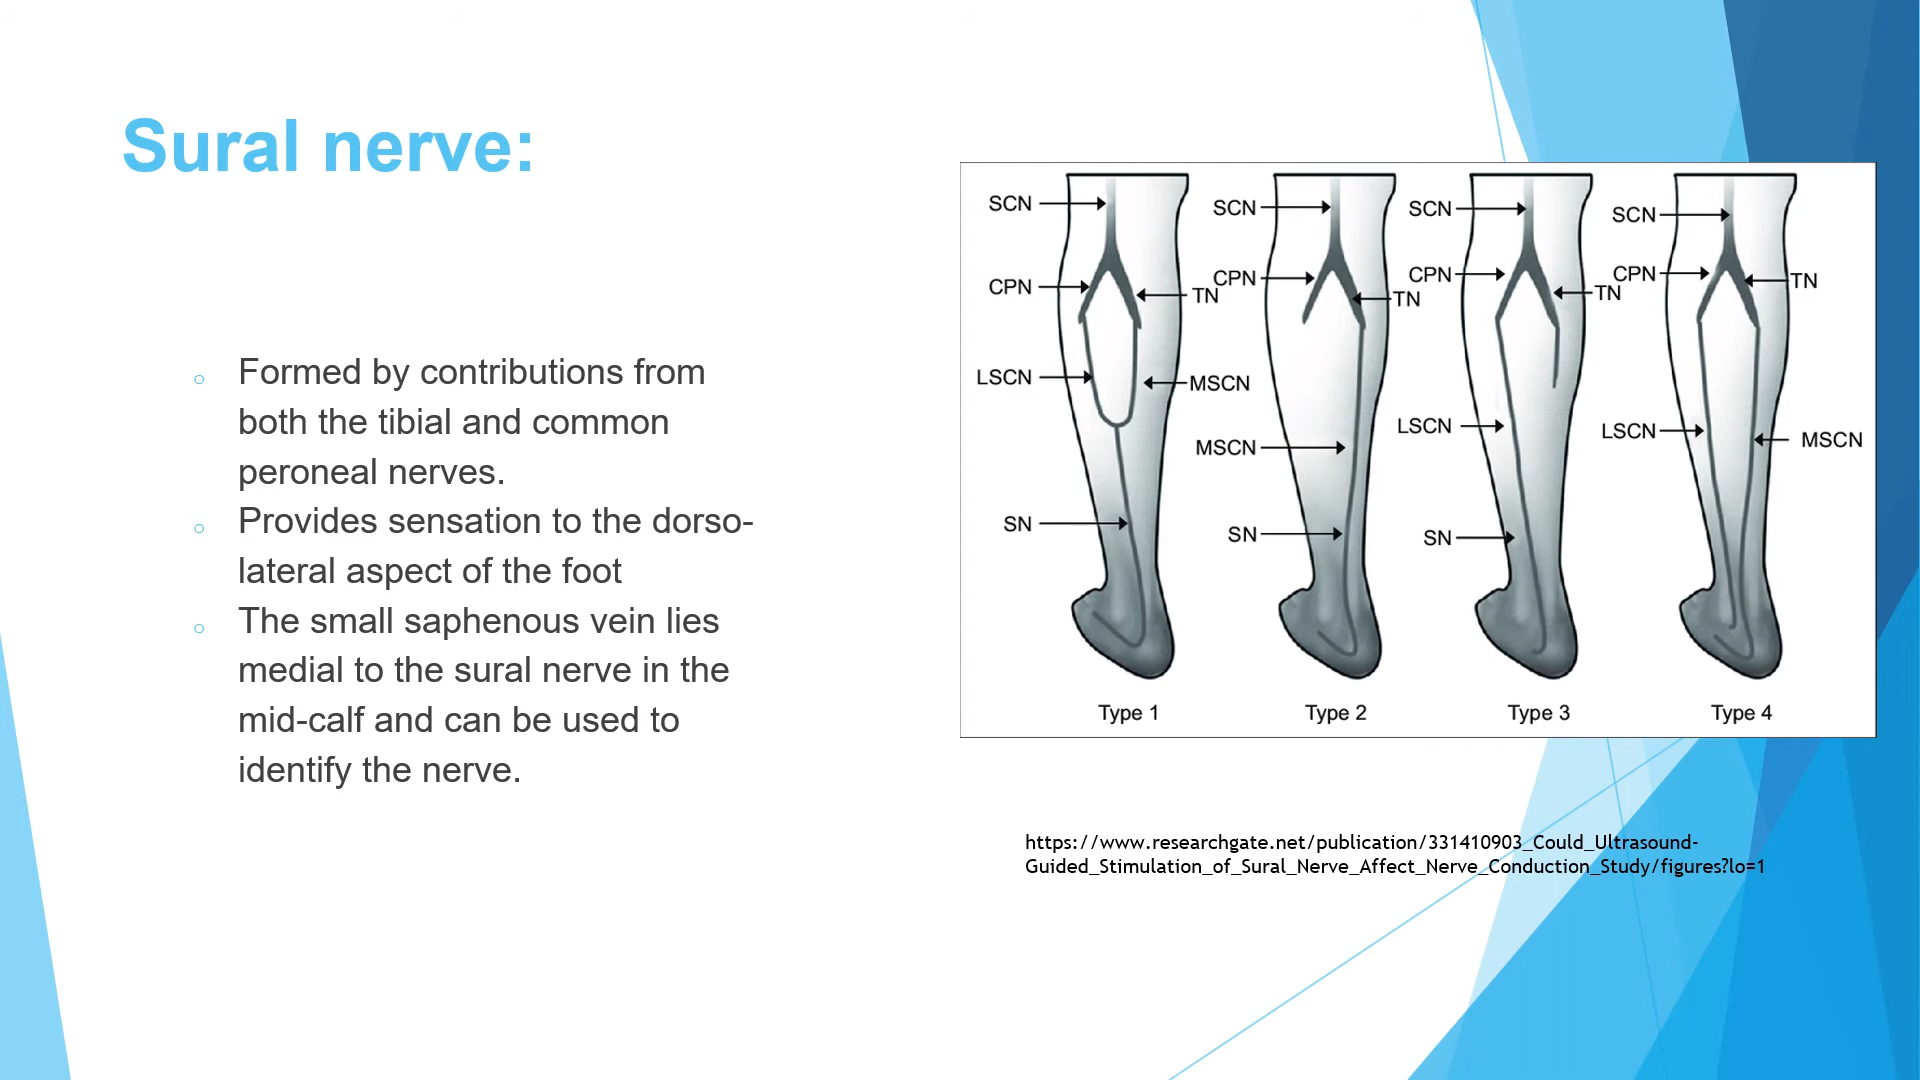 Sural nerve:
Formed by contributions from
both the tibial and common
peroneal nerves.
Provides sensation to the dorso-
lateral aspect of the foot
The small saphenous vein lies
medial to the sural nerve in the
mid-calf and can be used to
identify the nerve.
SCN
CPN
TN
LSCN
MSCN
SN
Type 1
SCN
CPN
TN
MSCN
SN
Type 2
SCN
CPN
TN
LSCN
SN
Type 3
SCN
CPN
TN
LSCN
MSCN
Type 4
https://www.researchgate.net/publication/331410903_Could_Ultrasound-
Guided_Stimulation_of_Sural_Nerve_Affect_Nerve_Conduction_Study/figures?lo=1